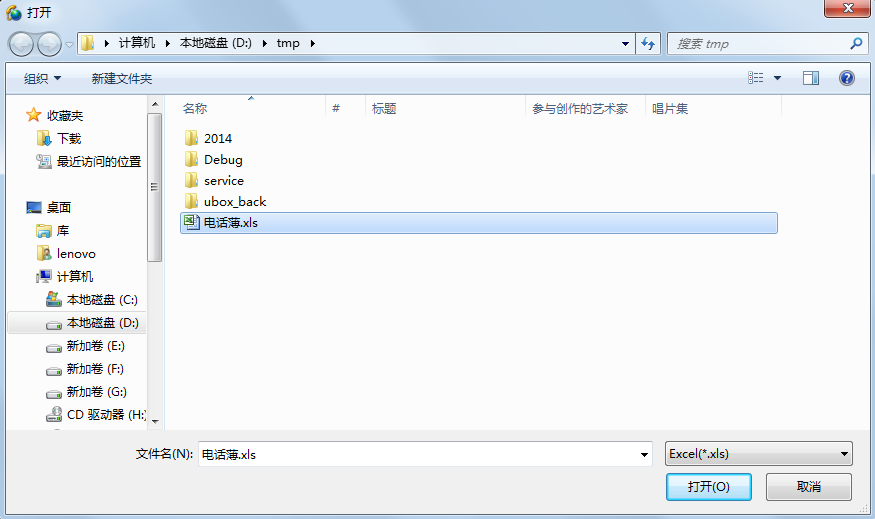 打开
计算机 本地磁盘 (D:) tmp
搜索 tmp
组织 新建文件夹
名称 # 标题 参与创作的艺术家 唱片集
收藏夹
下载
最近访问的位置
桌面
库
lenovo
计算机
本地磁盘 (C:)
本地磁盘 (D:)
新加卷 (E:)
新加卷 (F:)
新加卷 (G:)
CD 驱动器 (H:)
2014
Debug
service
ubox_back
电话薄.xls
文件名(N): 电话薄.xls
Excel(*.xls)
打开(O) 取消